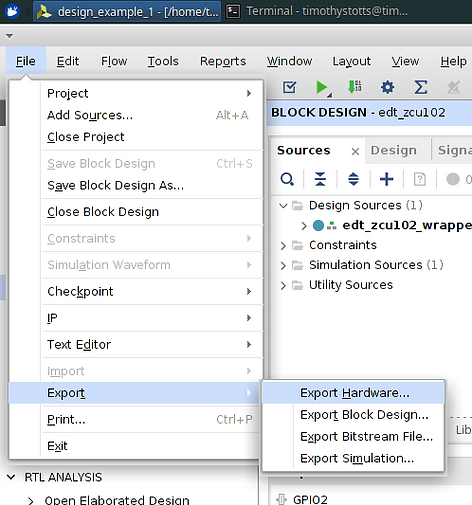 design_example_1 - [/home/t...
Terminal - timothystotts@tim...
File Edit Flow Tools Reports Window Layout View Help
Project
Add Sources... Alt+A
Close Project
Save Block Design Ctrl+S
Save Block Design As...
Close Block Design
Constraints
Simulation Waveform
Checkpoint
IP
Text Editor
Import
Export
Print... Ctrl+P
Exit
Export Hardware...
Export Block Design...
Export Bitstream File...
Export Simulation...
BLOCK DESIGN - edt_zcu102
Sources Design Signa
Design Sources (1)
edt_zcu102_wrappe
Constraints
Simulation Sources (1)
Utility Sources
Lib
RTL ANALYSIS
Open Elaborated Design
GPIO2